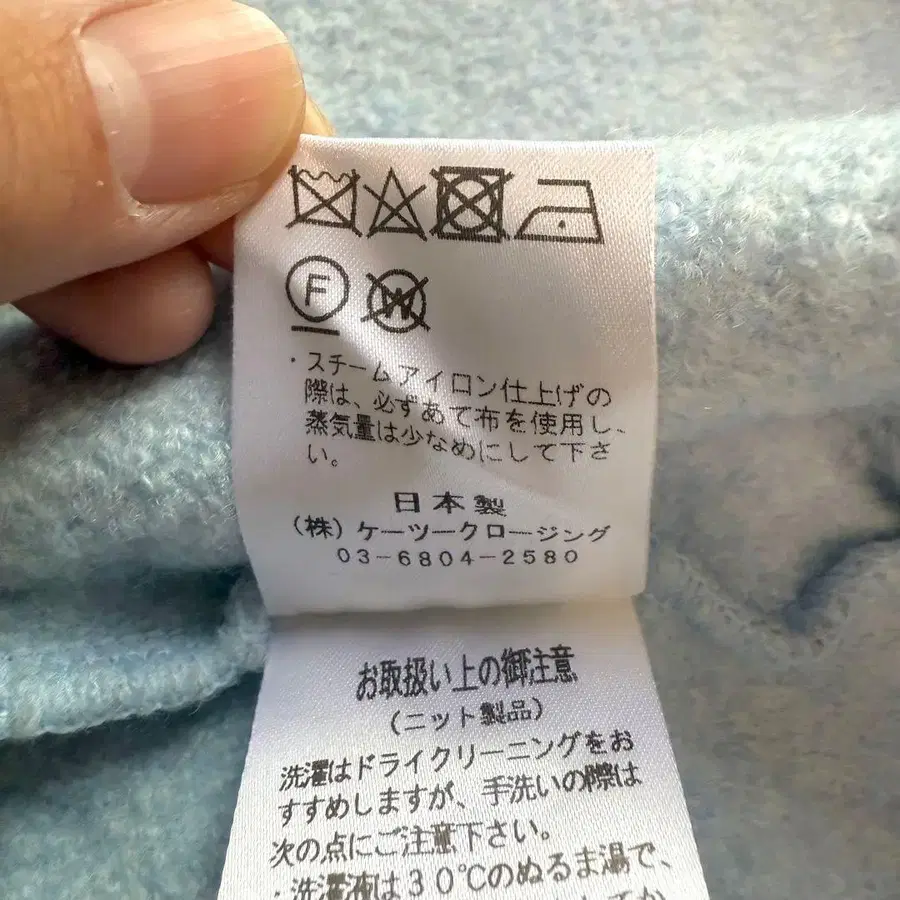 F
W
・スチームアイロン仕上げの
際は、必ずあて布を使用し、
蒸気量は少なめにして下さ
い。
日本製
(株)ケーツークロージング
03-6804-2580
お取扱い上の御注意
(ニット製品)
洗濯はドライクリーニングをお
すすめしますが、手洗いの際は
次の点にご注意下さい。
・洗濯液は30℃のぬるま湯で、